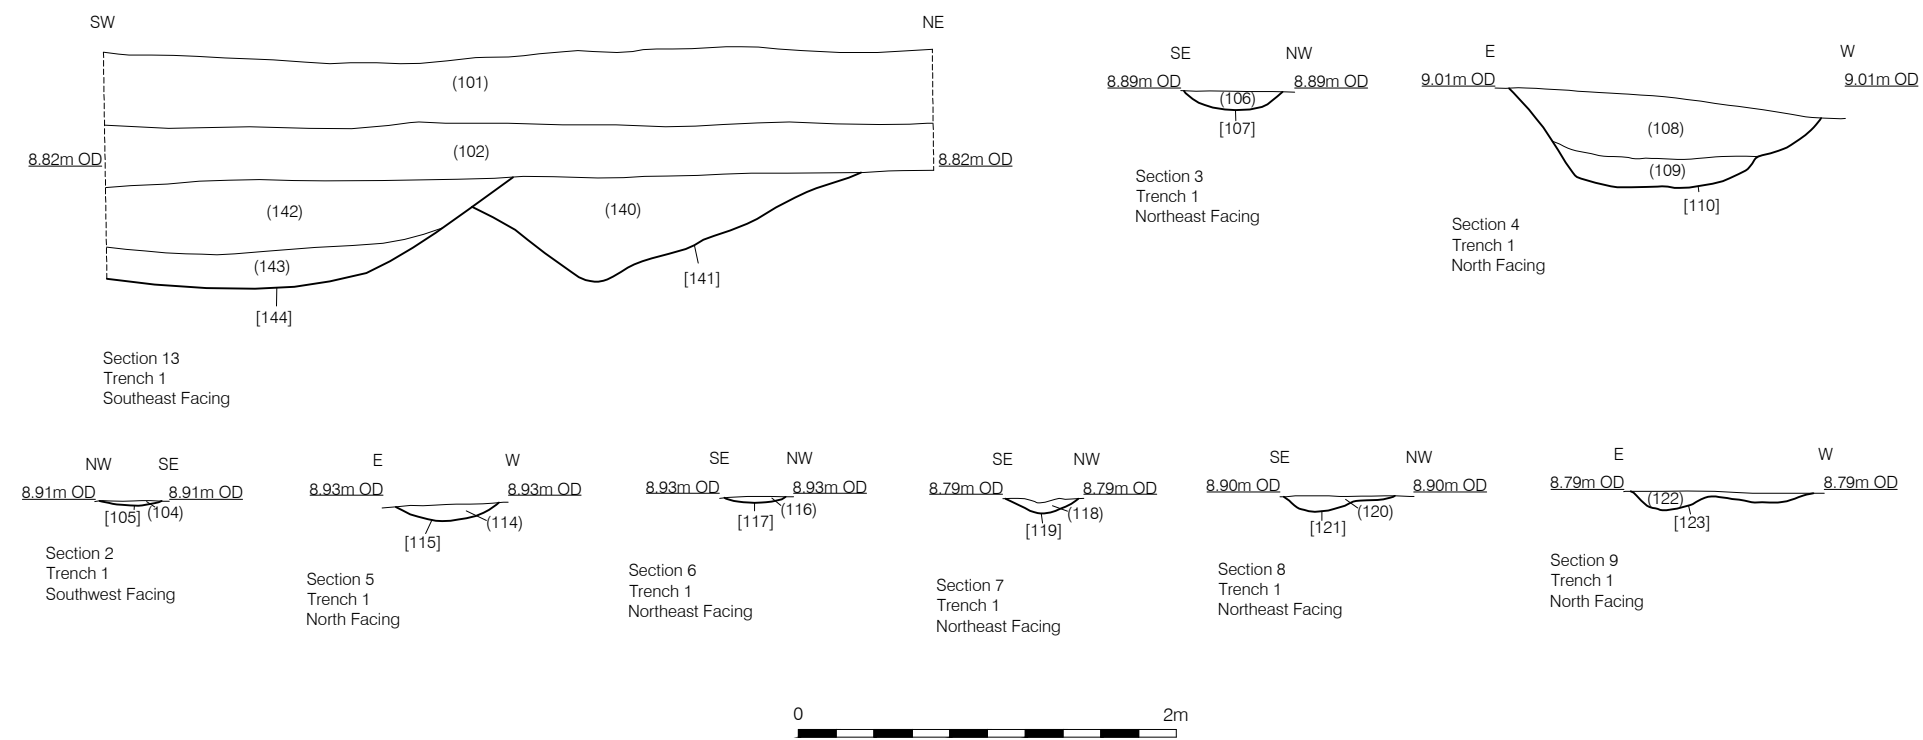 SW
NE
(101)
(102)
8.82m OD
8.82m OD
(142)
(140)
(143)
[141]
[144]
Section 13
Trench 1
Southeast Facing
SE
NW
8.89m OD
8.89m OD
(106)
[107]
Section 3
Trench 1
Northeast Facing
E
W
9.01m OD
9.01m OD
(108)
(109)
[110]
Section 4
Trench 1
North Facing
NW
SE
8.91m OD
8.91m OD
[105]
(104)
Section 2
Trench 1
Southwest Facing
E
W
8.93m OD
8.93m OD
(114)
[115]
Section 5
Trench 1
North Facing
SE
NW
8.93m OD
8.93m OD
(116)
[117]
Section 6
Trench 1
Northeast Facing
SE
NW
8.79m OD
8.79m OD
(118)
[119]
Section 7
Trench 1
Northeast Facing
SE
NW
8.90m OD
8.90m OD
(120)
[121]
Section 8
Trench 1
Northeast Facing
E
W
8.79m OD
8.79m OD
(122)
[123]
Section 9
Trench 1
North Facing
0
2m